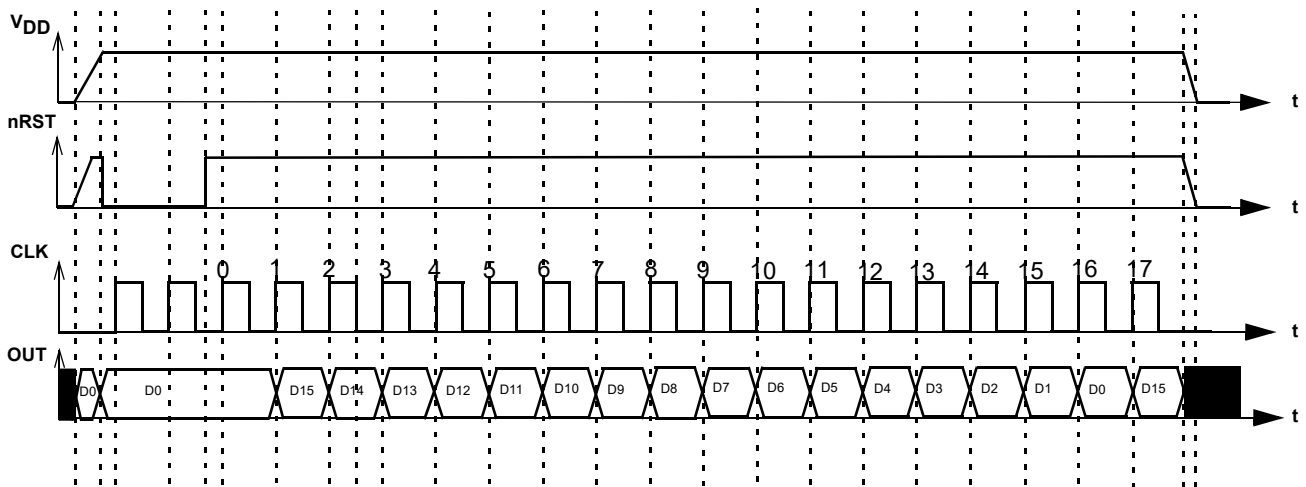 VDD
t
nRST
t
CLK
0 1 2 3 4 5 6 7 8 9 10 11 12 13 14 15 16 17
t
OUT
D0 D0 D15 D14 D13 D12 D11 D10 D9 D8 D7 D6 D5 D4 D3 D2 D1 D0 D15
t